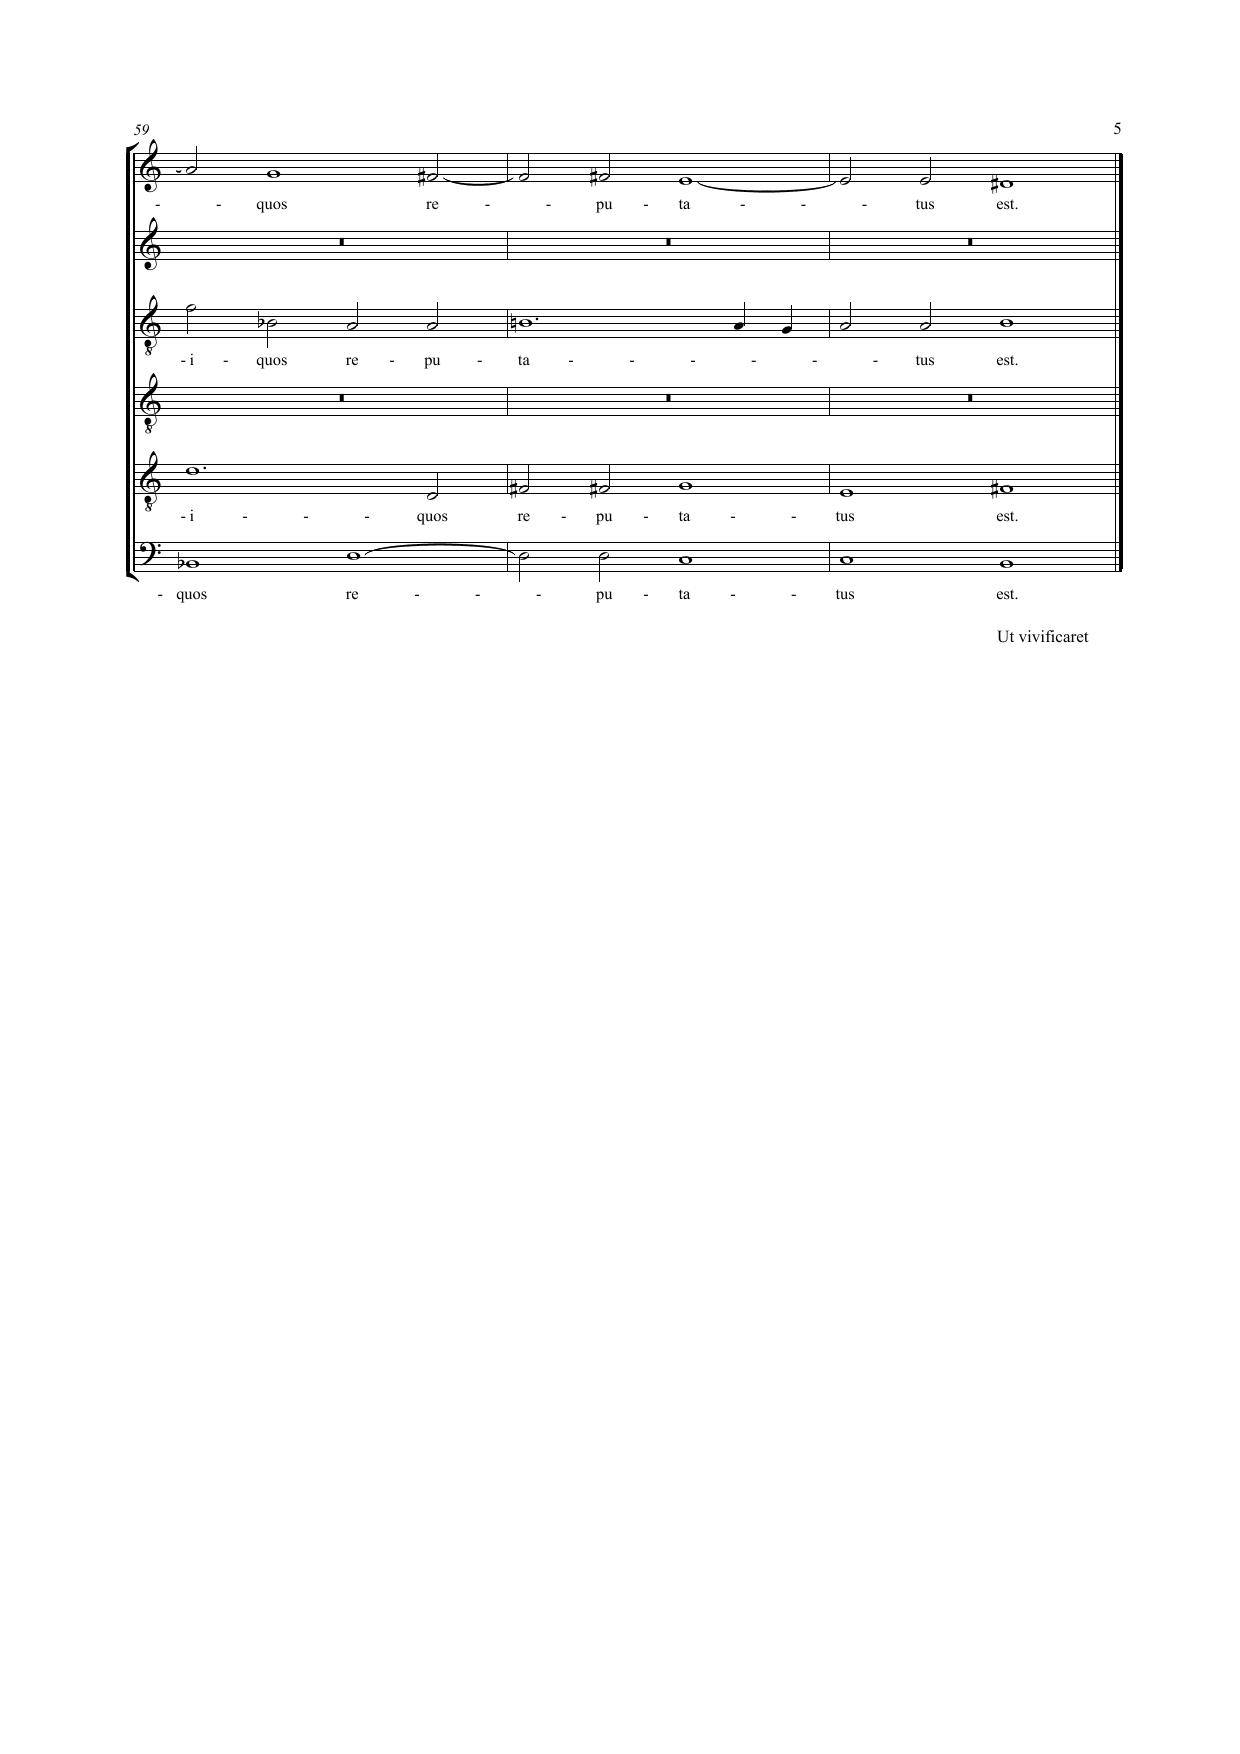 59 5
- - quos re - - pu - ta - - - tus est.
- i - quos re - pu - ta - - - - - - tus est.
- i - - - quos re - pu - ta - - tus est.
- quos re - - - pu - ta - - tus est.
Ut vivificaret